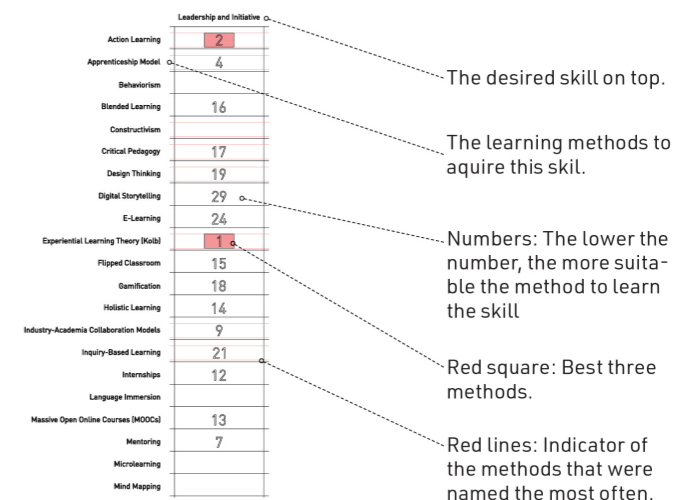 Leadership and Initiative
Action Learning 2
Apprenticeship Model 4
Behaviorism
Blended Learning 16
Constructivism
Critical Pedagogy 17
Design Thinking 19
Digital Storytelling 29
E-Learning 24
Experiential Learning Theory (Kolb) 1
Flipped Classroom 15
Gamification 18
Holistic Learning 14
Industry-Academia Collaboration Models 9
Inquiry-Based Learning 21
Internships 12
Language Immersion
Massive Open Online Courses (MOOCs) 13
Mentoring 7
Microlearning
Mind Mapping
The desired skill on top.
The learning methods to
aquire this skil.
Numbers: The lower the
number, the more suita-
ble the method to learn
the skill
Red square: Best three
methods.
Red lines: Indicator of
the methods that were
named the most often.